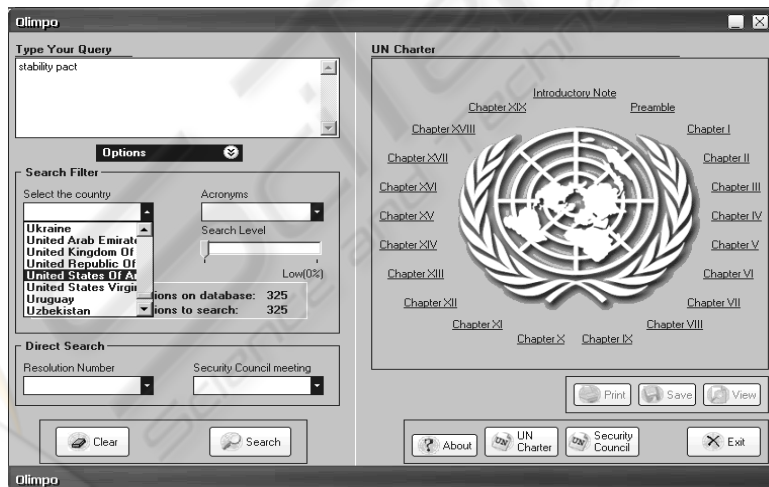 Olimpo
Type Your Query
stability pact
Options
Search Filter
Select the country
Acronyms
Ukraine
United Arab Emirate
United Kingdom Of
United Republic Of
United States Of Ar
United States Virgi
Uruguay
Uzbekistan
Search Level
Low(0%)
tions on database: 325
tions to search: 325
Direct Search
Resolution Number
Security Council meeting
Clear
Search
UN Charter
Introductory Note
Preamble
Chapter I
Chapter II
Chapter III
Chapter IV
Chapter V
Chapter VI
Chapter VII
Chapter VIII
Chapter IX
Chapter X
Chapter XI
Chapter XII
Chapter XIII
Chapter XIV
Chapter XV
Chapter XVI
Chapter XVII
Chapter XVIII
Chapter XIX
Print
Save
View
About
UN
Charter
Security
Council
Exit
Olimpo